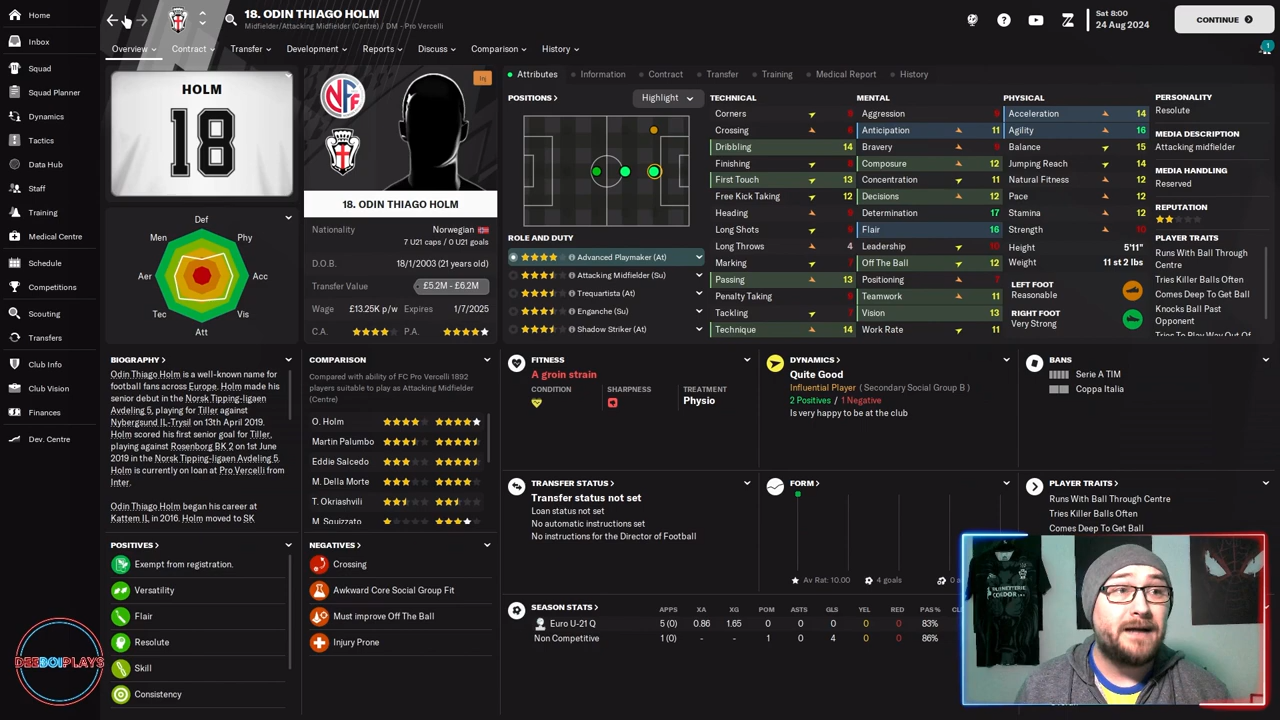 Home
Inbox
Squad
Squad Planner
Dynamics
Tactics
Data Hub
Staff
Training
Medical Centre
Schedule
Competitions
Scouting
Transfers
Club Info
Club Vision
Finances
Dev. Centre
DEEBOIPLAYS
18. ODIN THIAGO HOLM
Midfielder/Attacking Midfielder (Centre) / DM - Pro Vercelli
Sat 8:00
24 Aug 2024
CONTINUE
Overview Contract Transfer Development Reports Discuss Comparison History
1
HOLM
18
Def
Phy
Acc
Vis
Att
Tec
Aer
Men
Inj
NFF
18. ODIN THIAGO HOLM
Nationality Norwegian
7 U21 caps / 0 U21 goals
D.O.B. 18/1/2003 (21 years old)
Transfer Value £5.2M - £6.2M
Wage £13.25K p/w Expires 1/7/2025
C.A. P.A.
Attributes Information Contract Transfer Training Medical Report History
POSITIONS
Highlight
ROLE AND DUTY
Advanced Playmaker (At)
Attacking Midfielder (Su)
Trequartista (At)
Enganche (Su)
Shadow Striker (At)
TECHNICAL
Corners
Crossing 6
Dribbling 14
Finishing 8
First Touch 13
Free Kick Taking 12
Heading
Long Shots
Long Throws 4
Marking 7
Passing 13
Penalty Taking 9
Tackling 7
Technique 14
MENTAL
Aggression
Anticipation 11
Bravery
Composure 12
Concentration 11
Decisions 12
Determination 17
Flair 16
Leadership 10
Off The Ball 12
Positioning 7
Teamwork 11
Vision 13
Work Rate 11
PHYSICAL
Acceleration 14
Agility 16
Balance 15
Jumping Reach 14
Natural Fitness 12
Pace 12
Stamina 12
Strength 10
Height 5'11"
Weight 11 st 2 lbs
PERSONALITY
Resolute
MEDIA DESCRIPTION
Attacking midfielder
MEDIA HANDLING
Reserved
REPUTATION
PLAYER TRAITS
Runs With Ball Through Centre
Tries Killer Balls Often
Comes Deep To Get Ball
Knocks Ball Past Opponent
Tries To Play Way Out Of
LEFT FOOT
Reasonable
RIGHT FOOT
Very Strong
BIOGRAPHY
Odin Thiago Holm is a well-known name for
football fans across Europe. Holm made his
senior debut in the Norsk Tipping-ligaen
Avdeling 5, playing for Tiller against
Nybergsund IL-Trysil on 13th April 2019.
Holm scored his first senior goal for Tiller,
playing against Rosenborg BK 2 on 1st June
2019 in the Norsk Tipping-ligaen Avdeling 5.
Holm is currently on loan at Pro Vercelli from
Inter.
Odin Thiago Holm began his career at
Kattem IL in 2016. Holm moved to SK
COMPARISON
Compared with ability of FC Pro Vercelli 1892
players suitable to play as Attacking Midfielder
(Centre)
O. Holm
Martin Palumbo
Eddie Salcedo
M. Della Morte
T. Okriashvili
M. Squizzato
FITNESS
A groin strain
CONDITION SHARPNESS TREATMENT
Physio
DYNAMICS
Quite Good
Influential Player ( Secondary Social Group B )
2 Positives / 1 Negative
Is very happy to be at the club
BANS
Serie A TIM
Coppa Italia
TRANSFER STATUS
Transfer status not set
Loan status not set
No automatic instructions set
No instructions for the Director of Football
FORM
Av Rat: 10.00 4 goals
PLAYER TRAITS
Runs With Ball Through Centre
Tries Killer Balls Often
Comes Deep To Get Ball
POSITIVES
Exempt from registration.
Versatility
Flair
Resolute
Skill
Consistency
NEGATIVES
Crossing
Awkward Core Social Group Fit
Must improve Off The Ball
Injury Prone
SEASON STATS APPS XA XG POM ASTS GLS YEL RED PAS%
Euro U-21 Q 5 (0) 0.86 1.65 0 0 0 0 0 83%
Non Competitive 1 (0) - - 1 0 4 0 0 86%